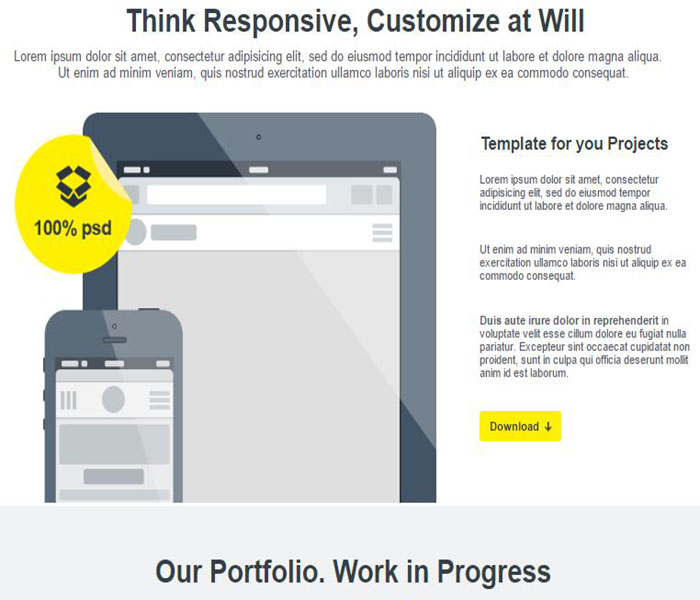 Think Responsive, Customize at Will
Lorem ipsum dolor sit amet, consectetur adipisicing elit, sed do eiusmod tempor incididunt ut labore et dolore magna aliqua.
Ut enim ad minim veniam, quis nostrud exercitation ullamco laboris nisi ut aliquip ex ea commodo consequat.
100% psd
Template for you Projects
Lorem ipsum dolor sit amet, consectetur
adipisicing elit, sed do eiusmod tempor
incididunt ut labore et dolore magna aliqua.
Ut enim ad minim veniam, quis nostrud
exercitation ullamco laboris nisi ut aliquip ex ea
commodo consequat.
Duis aute irure dolor in reprehenderit in
voluptate velit esse cillum dolore eu fugiat nulla
pariatur. Excepteur sint occaecat cupidatat non
proident, sunt in culpa qui officia deserunt mollit
anim id est laborum.
Download ↓
Our Portfolio. Work in Progress